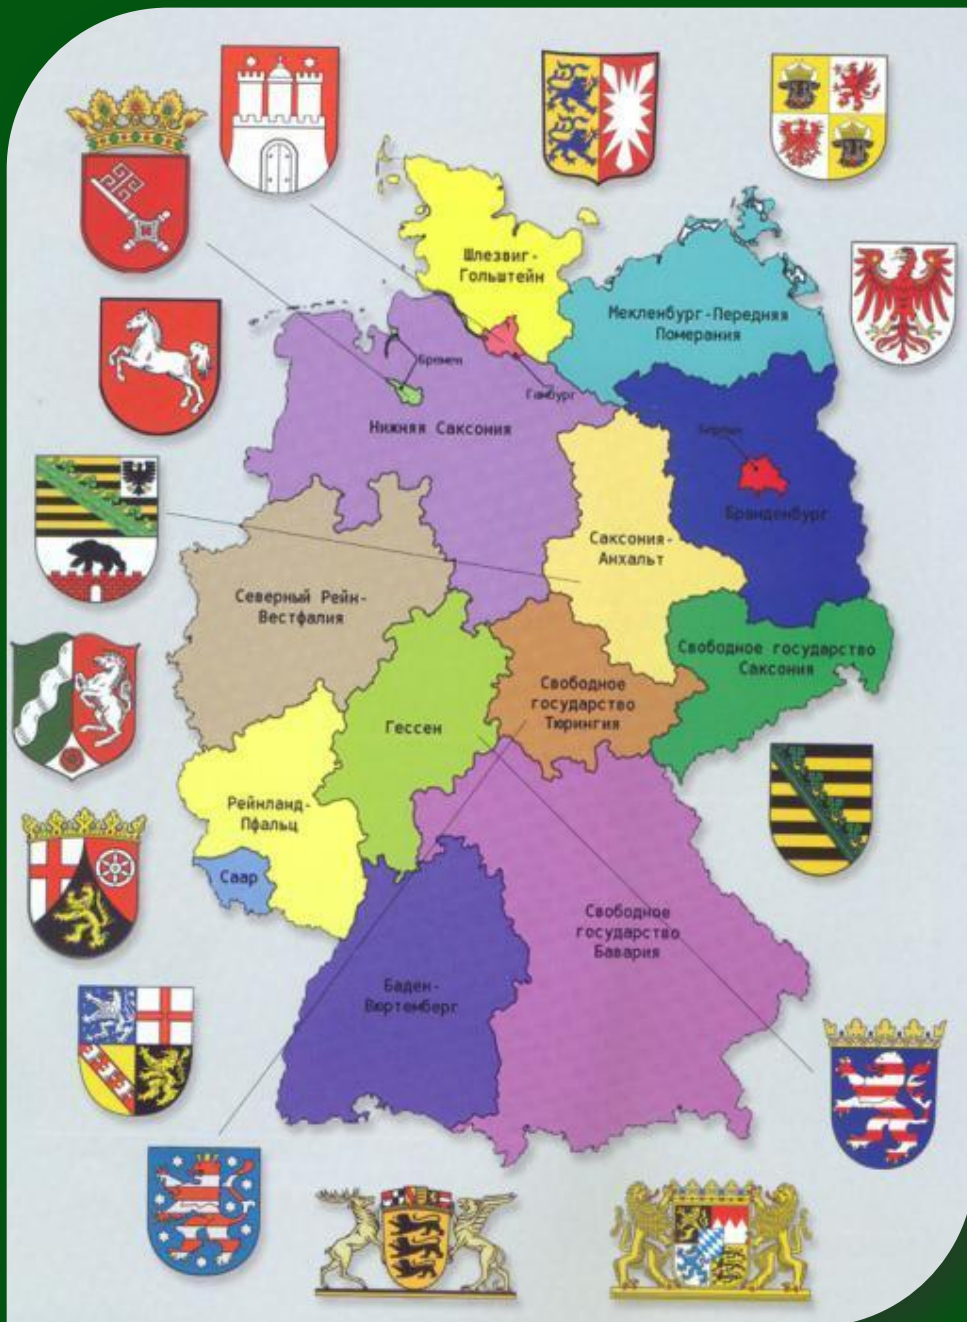 Шлезвиг-
Гольштейн
Мекленбург-Передняя
Померания
Бремен
Гамбург
Нижняя Саксония
Берлин
Бранденбург
Саксония-
Анхальт
Северный Рейн-
Вестфалия
Свободное государство
Саксония
Свободное
государство
Тюрингия
Гессен
Рейнланд-
Пфальц
Саар
Свободное
государство
Бавария
Баден-
Вюртемберг